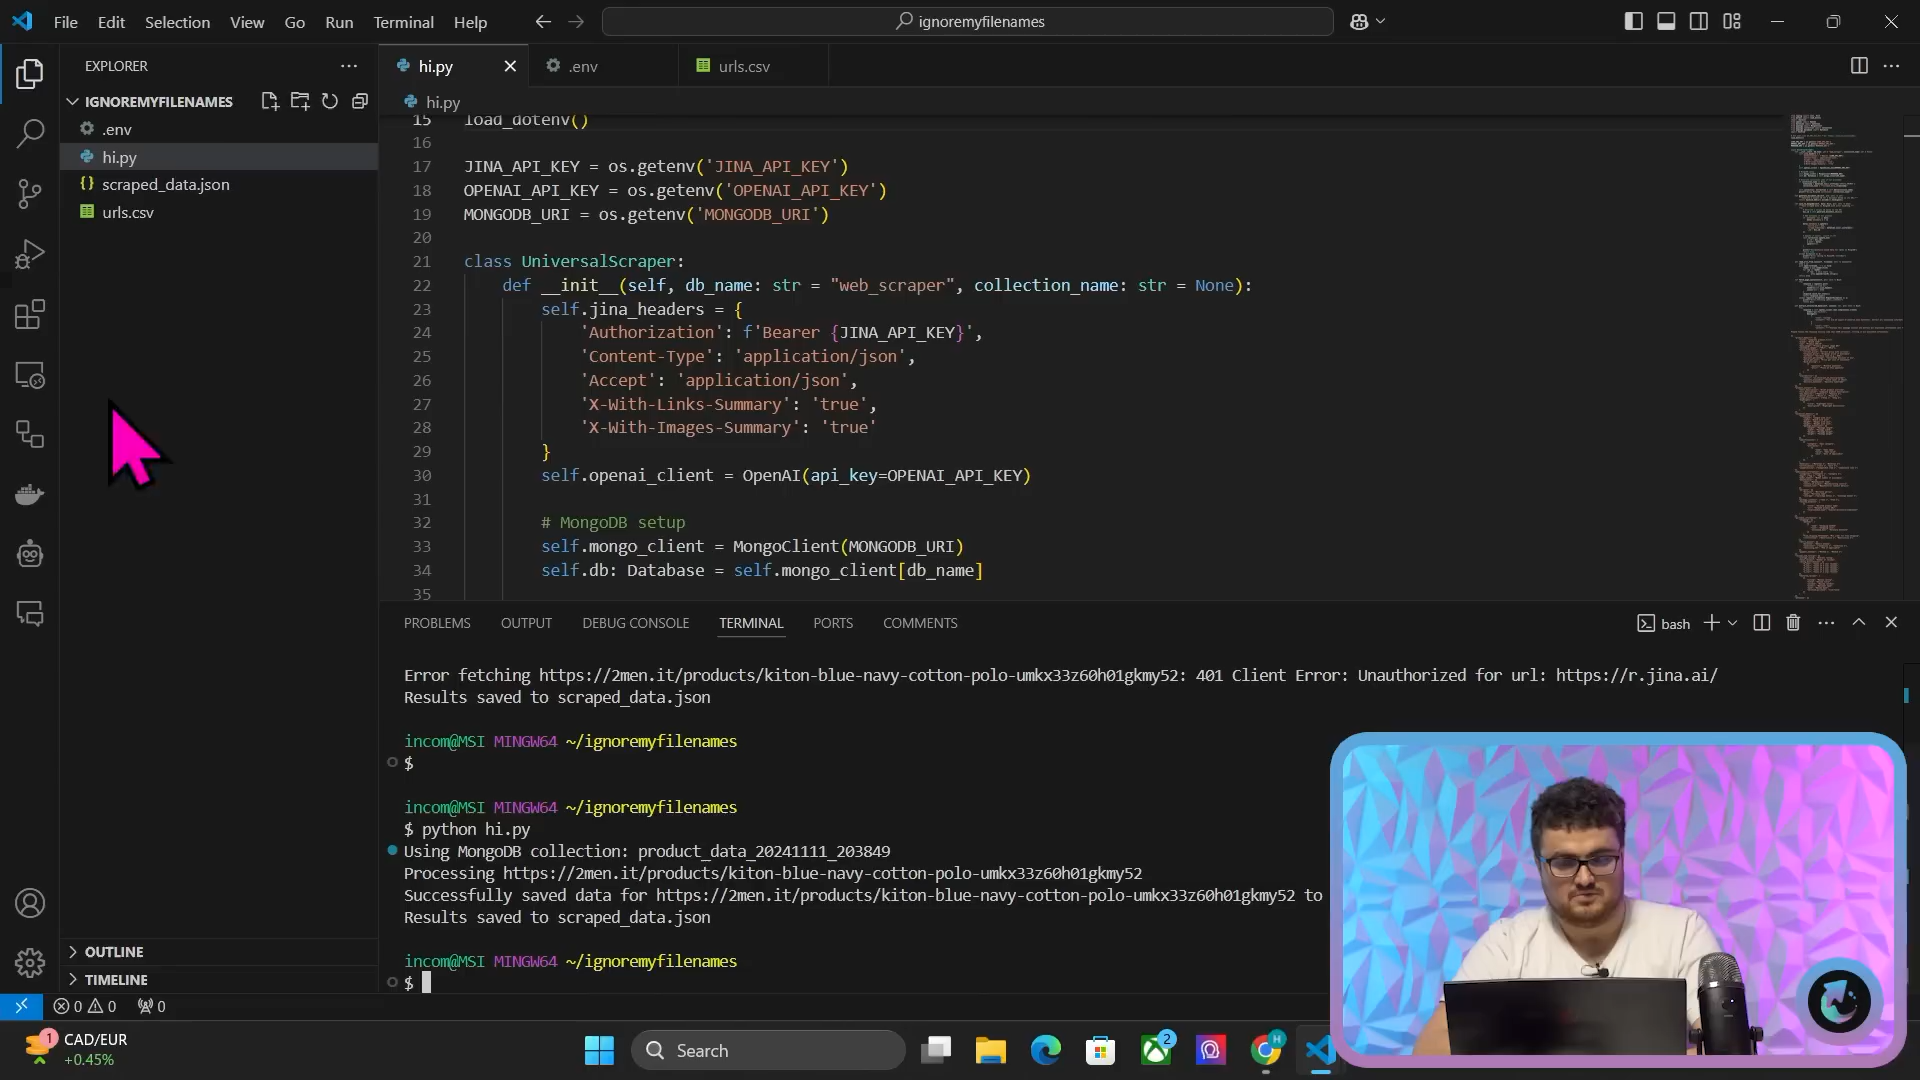 File Edit Selection View Go Run Terminal Help
ignoremyfilenames
EXPLORER
IGNOREMYFILENAMES
.env
hi.py
scraped_data.json
urls.csv
OUTLINE
TIMELINE
hi.py
.env
urls.csv
hi.py
15 load_dotenv()
16
17 JINA_API_KEY = os.getenv('JINA_API_KEY')
18 OPENAI_API_KEY = os.getenv('OPENAI_API_KEY')
19 MONGODB_URI = os.getenv('MONGODB_URI')
20
21 class UniversalScraper:
22 def __init__(self, db_name: str = "web_scraper", collection_name: str = None):
23 self.jina_headers = {
24 'Authorization': f'Bearer {JINA_API_KEY}',
25 'Content-Type': 'application/json',
26 'Accept': 'application/json',
27 'X-With-Links-Summary': 'true',
28 'X-With-Images-Summary': 'true'
29 }
30 self.openai_client = OpenAI(api_key=OPENAI_API_KEY)
31
32 # MongoDB setup
33 self.mongo_client = MongoClient(MONGODB_URI)
34 self.db: Database = self.mongo_client[db_name]
35
PROBLEMS OUTPUT DEBUG CONSOLE TERMINAL PORTS COMMENTS
bash
Error fetching https://2men.it/products/kiton-blue-navy-cotton-polo-umkx33z60h01gkmy52: 401 Client Error: Unauthorized for url: https://r.jina.ai/
Results saved to scraped_data.json
incom@MSI MINGW64 ~/ignoremyfilenames
$
incom@MSI MINGW64 ~/ignoremyfilenames
$ python hi.py
Using MongoDB collection: product_data_20241111_203849
Processing https://2men.it/products/kiton-blue-navy-cotton-polo-umkx33z60h01gkmy52
Successfully saved data for https://2men.it/products/kiton-blue-navy-cotton-polo-umkx33z60h01gkmy52 to
Results saved to scraped_data.json
incom@MSI MINGW64 ~/ignoremyfilenames
$
0 0 0
1
CAD/EUR
+0.45%
Search
2
H